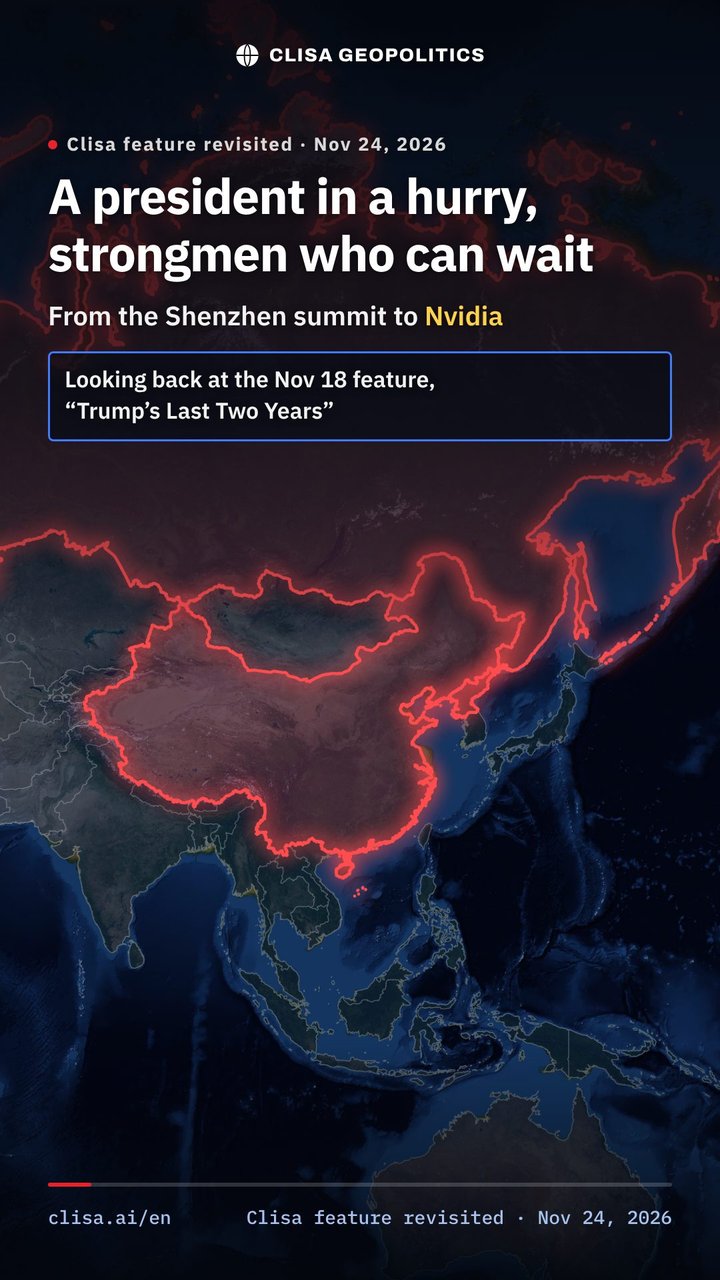 CLISA GEOPOLITICS
Clisa feature revisited · Nov 24, 2026
A president in a hurry,
strongmen who can wait
From the Shenzhen summit to Nvidia
Looking back at the Nov 18 feature,
“Trump’s Last Two Years”
clisa.ai/en
Clisa feature revisited · Nov 24, 2026